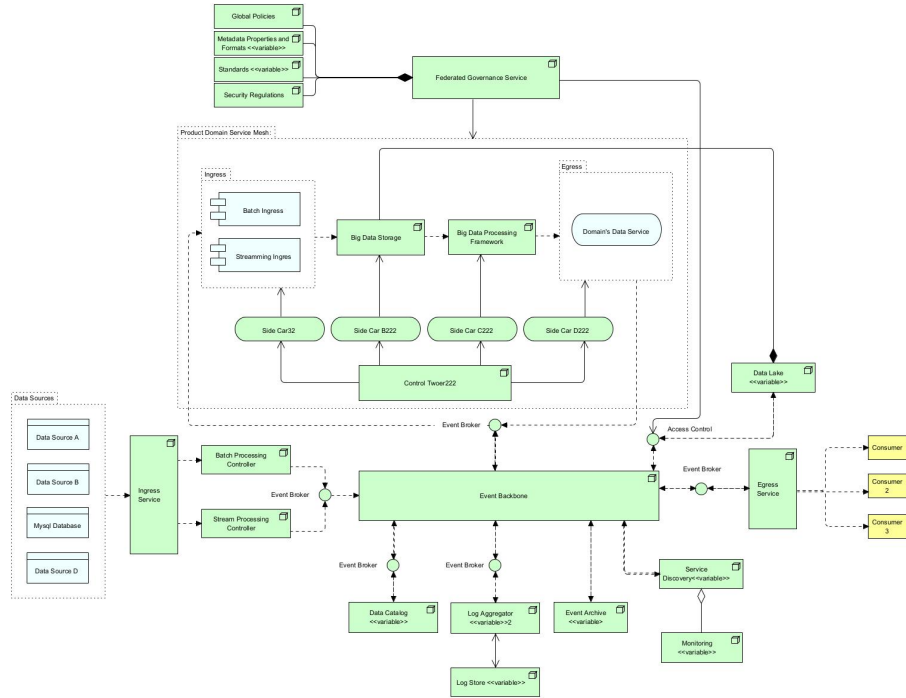 Global Policies
Metadata Properties and
Formats <<variable>>
Standards <<variable>>
Security Regulations
Federated Governance Service
Product Domain Service Mesh:
Ingress
Batch Ingress
Streamming Ingres
Big Data Storage
Big Data Processing
Framework
Egress
Domain's Data Service
Side Car32
Side Car B222
Side Car C222
Side Car D222
Control Twoer222
Data Lake
<<variable>>
Data Sources
Data Source A
Data Source B
Mysql Database
Data Source D
Ingress
Service
Batch Processing
Controller
Stream Processing
Controller
Event Broker
Event Broker
Event Backbone
Access Control
Event Broker
Egress
Service
Consumer
Consumer
2
Consumer
3
Event Broker
Event Broker
Data Catalog
<<variable>>
Log Aggregator
<<variable>>2
Event Archive
<<variable>
Service
Discovery<<variable>>
Monitoring
<<variable>>
Log Store <<variable>>